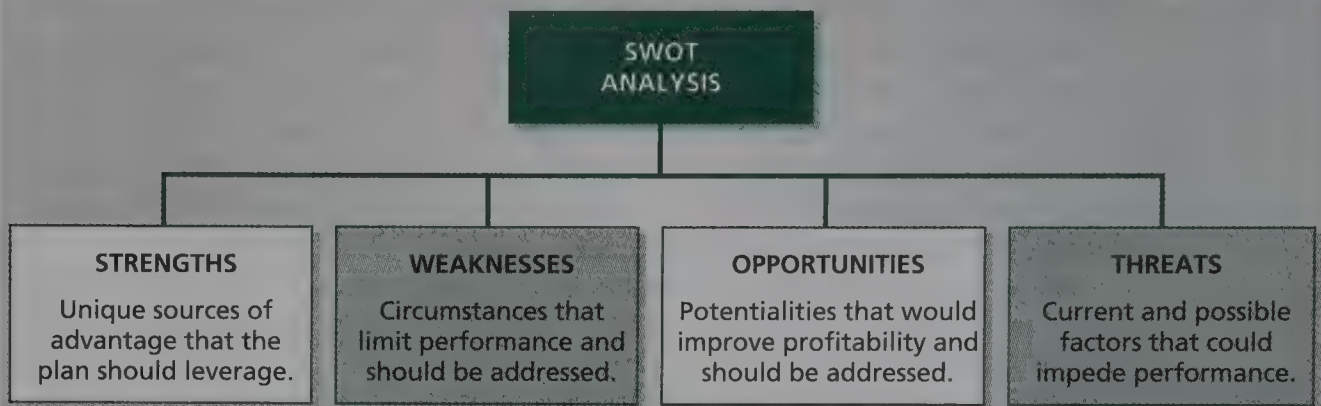 SWOT
ANALYSIS
STRENGTHS
Unique sources of
advantage that the
plan should leverage.
WEAKNESSES
Circumstances that
limit performance and
should be addressed.
OPPORTUNITIES
Potentialities that would
improve profitability and
should be addressed.
THREATS
Current and possible
factors that could
impede performance.